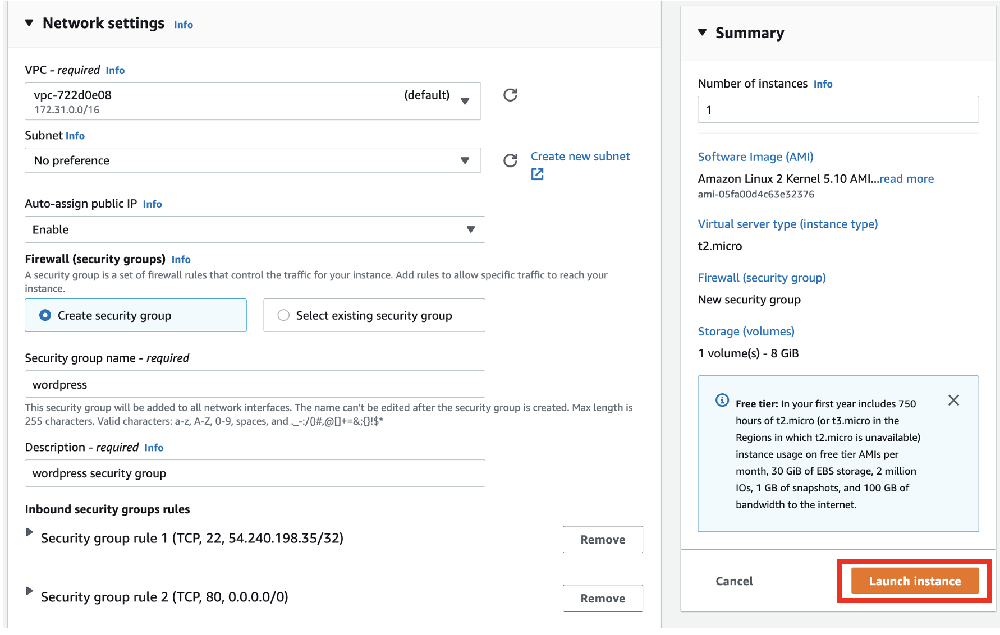 Network settings Info
VPC - required Info
vpc-722d0e08 (default)
172.31.0.0/16
Subnet Info
No preference
Create new subnet
Auto-assign public IP Info
Enable
Firewall (security groups) Info
A security group is a set of firewall rules that control the traffic for your instance. Add rules to allow specific traffic to reach your
instance.
Create security group
Select existing security group
Security group name - required
wordpress
This security group will be added to all network interfaces. The name can't be edited after the security group is created. Max length is
255 characters. Valid characters: a-z, A-Z, 0-9, spaces, and ._-:/()#,@[]+=&;{}!$*
Description - required Info
wordpress security group
Inbound security groups rules
Security group rule 1 (TCP, 22, 54.240.198.35/32)
Remove
Security group rule 2 (TCP, 80, 0.0.0.0/0)
Remove
Summary
Number of instances Info
1
Software Image (AMI)
Amazon Linux 2 Kernel 5.10 AMI...read more
ami-05fa00d4c63e32376
Virtual server type (instance type)
t2.micro
Firewall (security group)
New security group
Storage (volumes)
1 volume(s) - 8 GiB
Free tier: In your first year includes 750
hours of t2.micro (or t3.micro in the
Regions in which t2.micro is unavailable)
instance usage on free tier AMIs per
month, 30 GiB of EBS storage, 2 million
IOs, 1 GB of snapshots, and 100 GB of
bandwidth to the internet.
Cancel
Launch instance